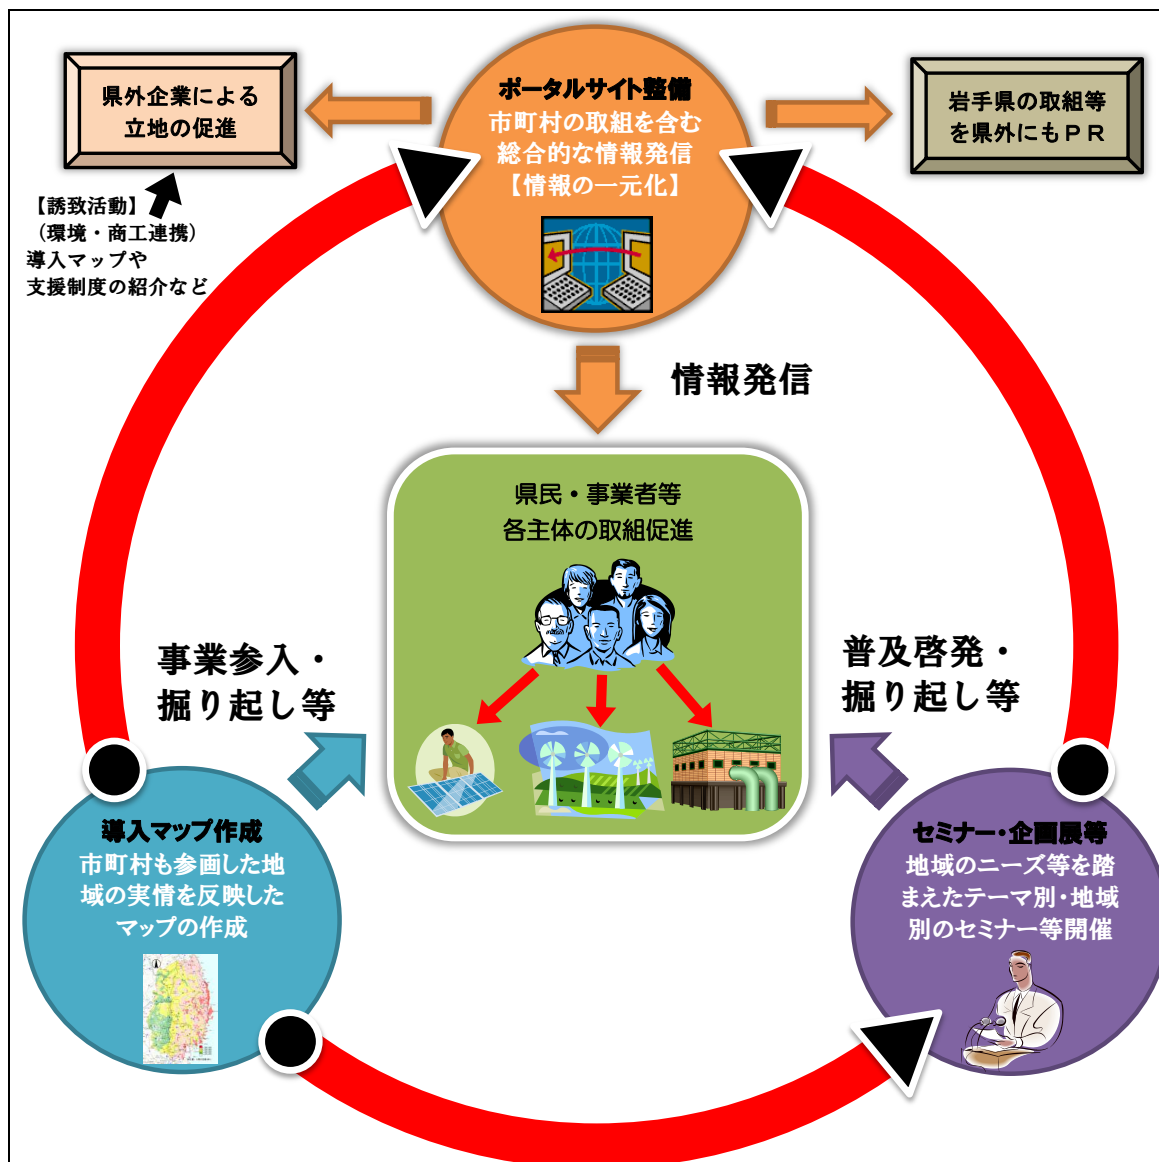 県外企業による
立地の促進
ポータルサイト整備
市町村の取組を含む
総合的な情報発信
【情報の一元化】
岩手県の取組等
を県外にもＰＲ
【誘致活動】
（環境・商工連携）
導入マップや
支援制度の紹介など
情報発信
県民・事業者等
各主体の取組促進
事業参入・
掘り起し等
普及啓発・
掘り起し等
導入マップ作成
市町村も参画した地
域の実情を反映した
マップの作成
セミナー・企画展等
地域のニーズ等を踏
まえたテーマ別・地域
別のセミナー等開催